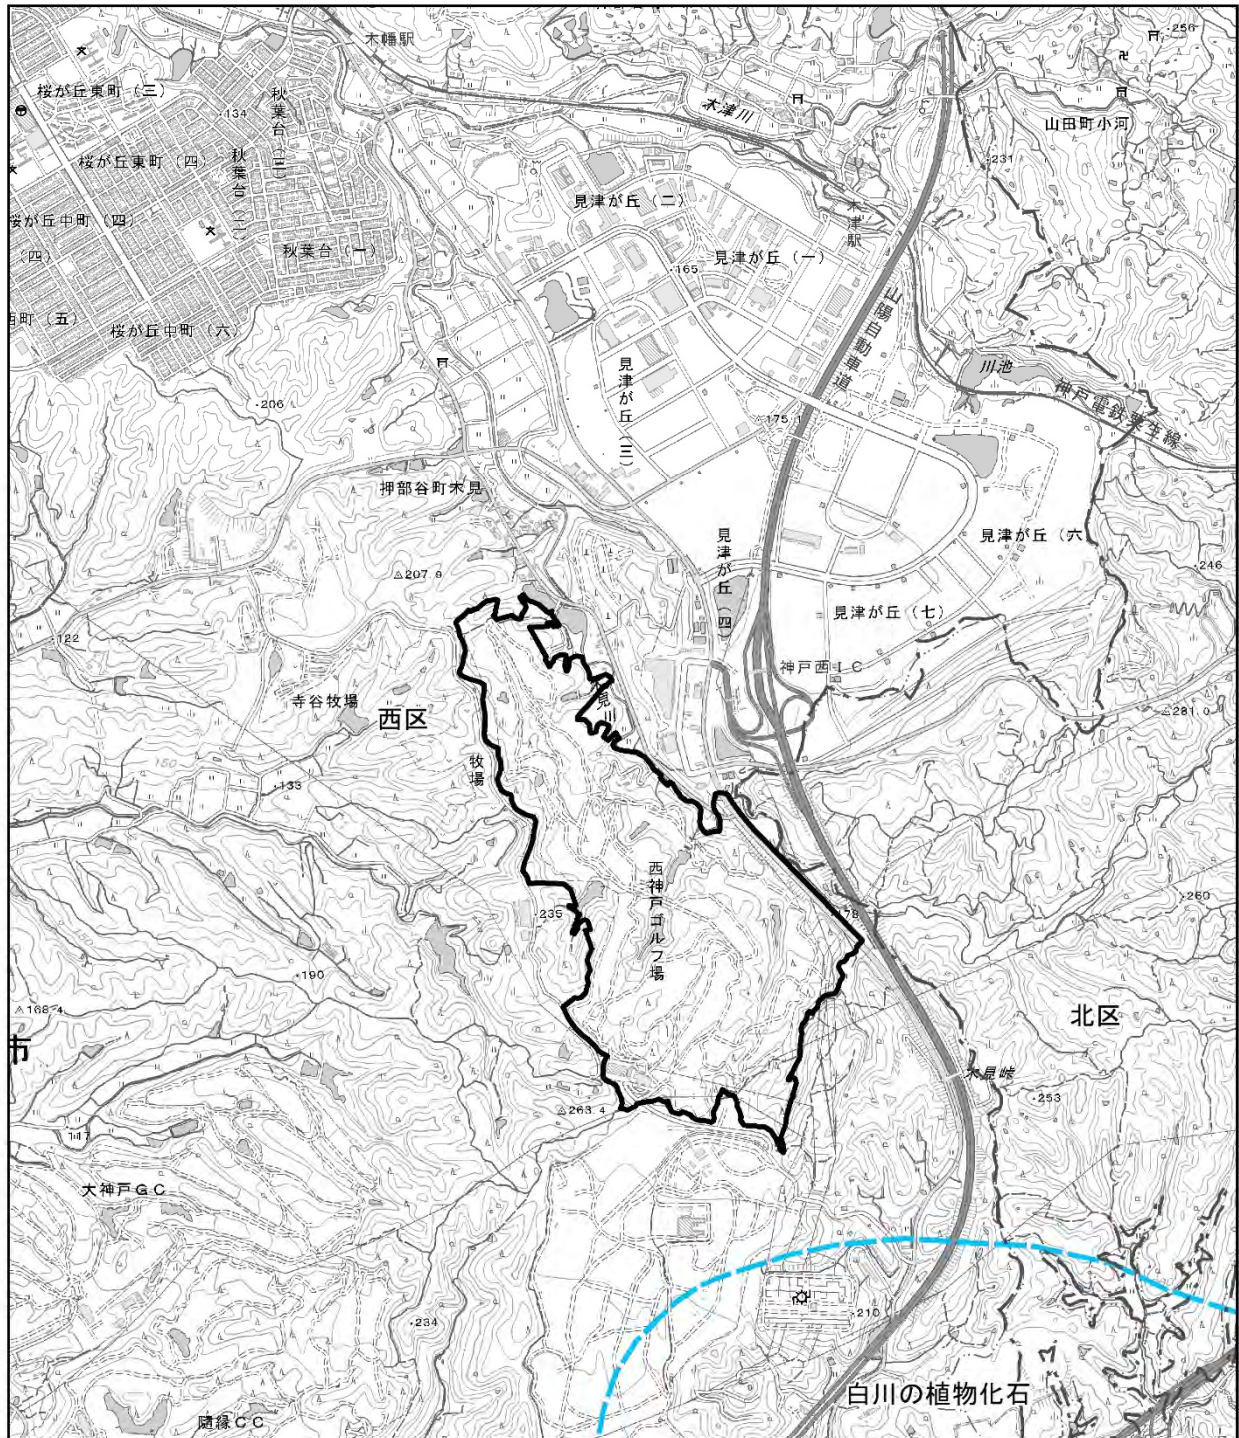 木幡駅
・256
桜が丘東町(三)
秋葉台(三)
・134
木津川
山田町小河
・231
桜が丘東町(四)
秋葉台(二)
見津が丘(二)
木津駅
桜が丘中町(四)
(四)
秋葉台(一)
・165
見津が丘(一)
山陽自動車道
町(五)
桜が丘中町(六)
見津が丘(三)
川池
神戸電鉄粟生線
・206
△175.1
押部谷町木見
見津が丘(四)
見津が丘(六
・246
△207.9
見津が丘(七)
・122
神戸西IC
寺谷牧場
西区
見川
△281.0
牧場
・133
西神戸ゴルフ場
・235
・178
・260
・190
△168.4
市
北区
木見峠
・253
△263.4
・117
大神戸GC
・210
・234
白川の植物化石
随縁CC